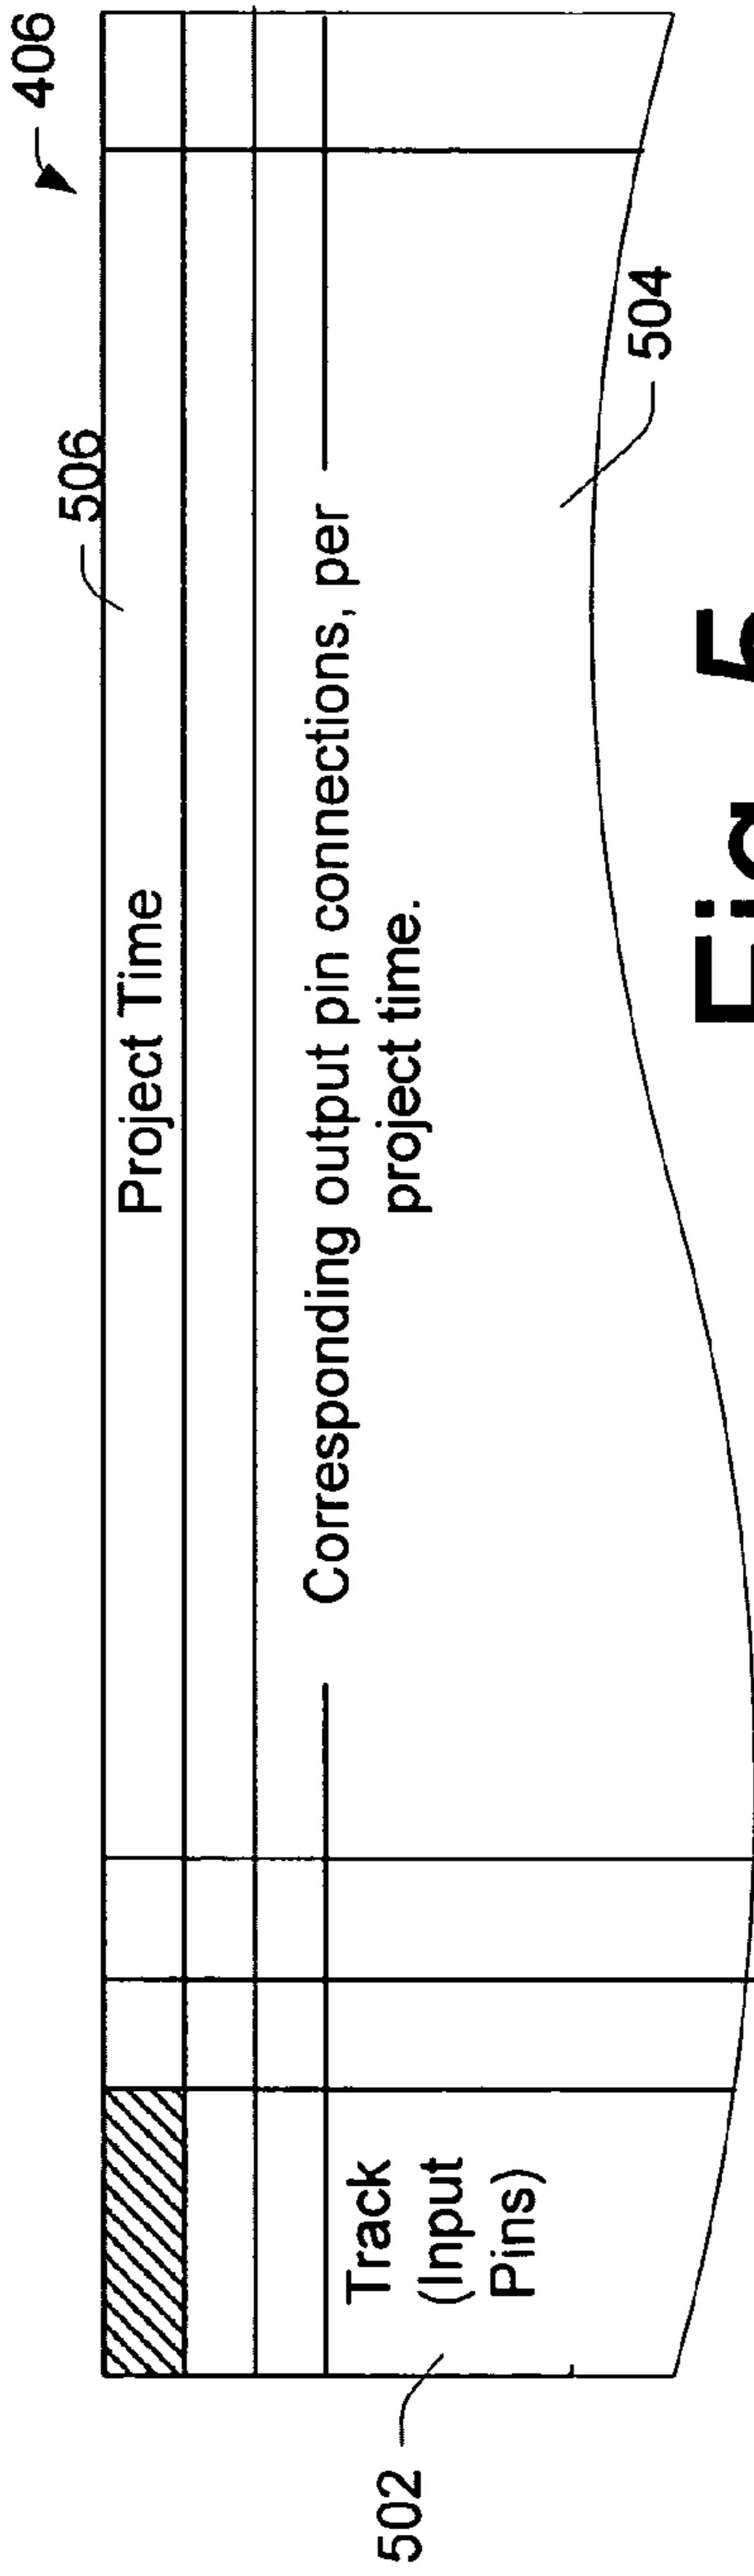 406
506
Project Time
Corresponding output pin connections, per
project time.
Track
(Input
Pins)
502
504
Fig. 5